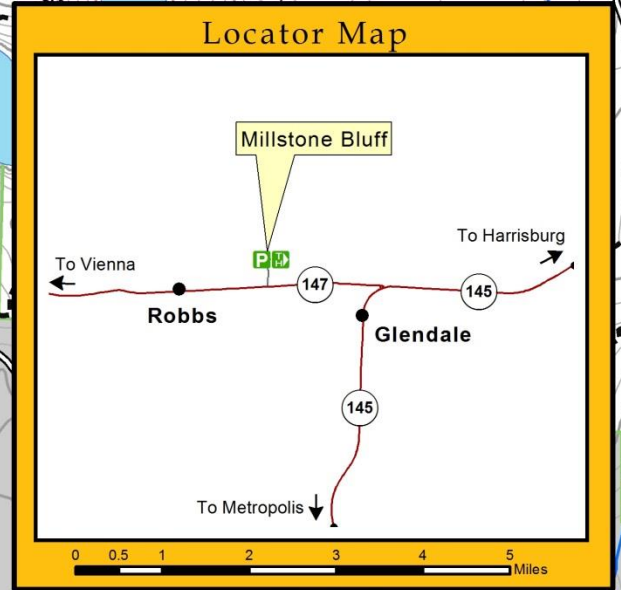 Locator Map
Millstone Bluff
P TH
To Vienna
To Harrisburg
147
145
Robbs
Glendale
145
To Metropolis
0 0.5 1 2 3 4 5
Miles